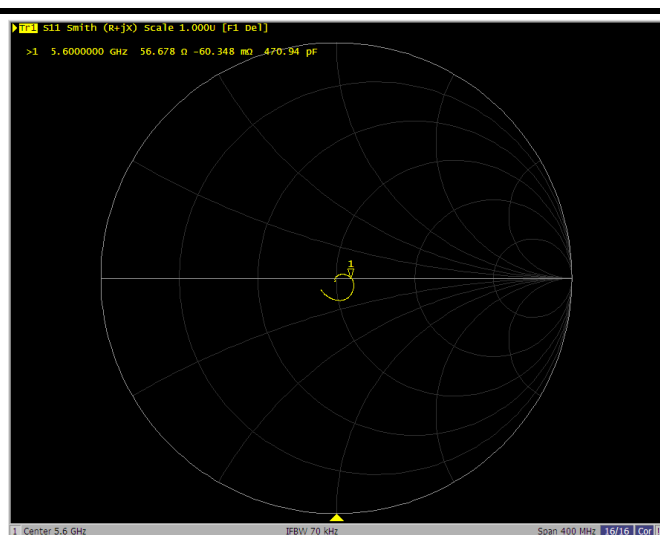 Tr1 S11 Smith (R+jX) Scale 1.000U [F1 Del]
>1 5.6000000 GHz 56.678 Ω -60.348 mΩ 470.94 pF
1
1 Center 5.6 GHz IFBW 70 kHz Span 400 MHz 16/16 Cor